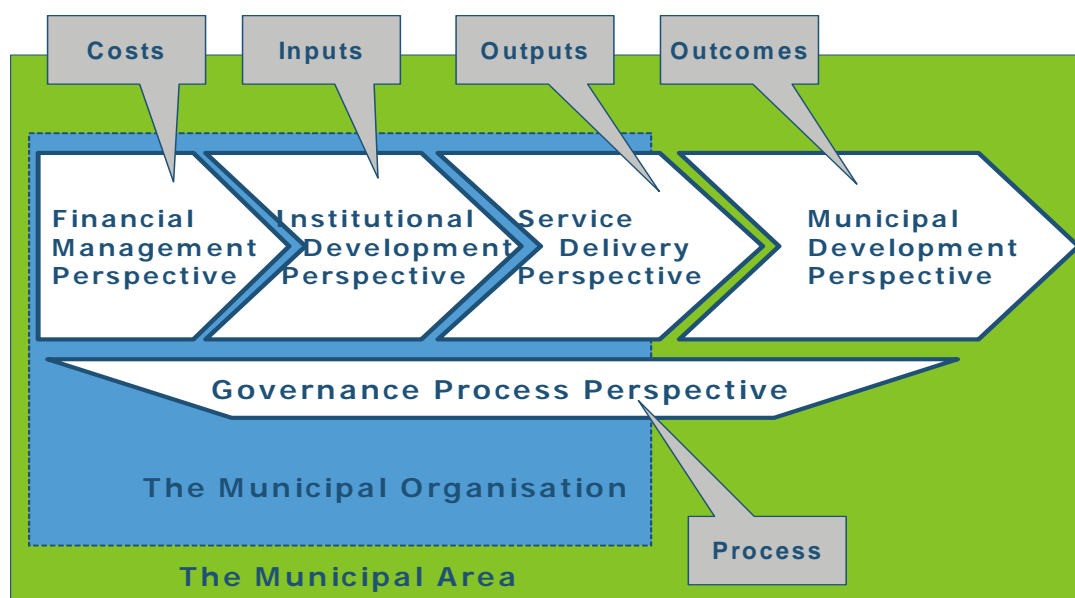 Costs
Inputs
Outputs
Outcomes
Financial
Management
Perspective
Institutional
Development
Perspective
Service
Delivery
Perspective
Municipal
Development
Perspective
Governance Process Perspective
The Municipal Organisation
Process
The Municipal Area